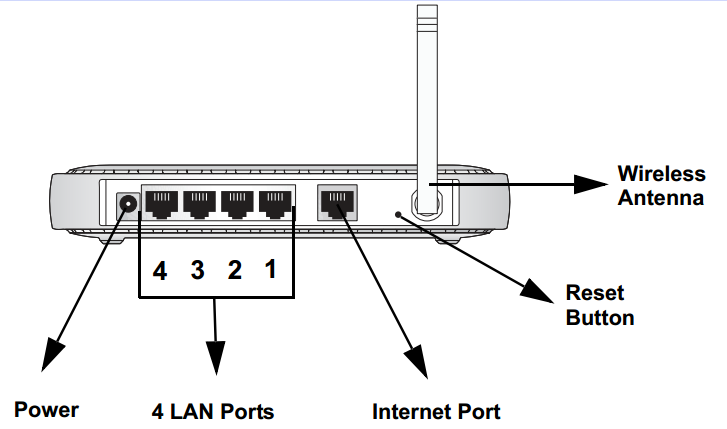 Wireless
Antenna
4 3 2 1
Reset
Button
Power
4 LAN Ports
Internet Port